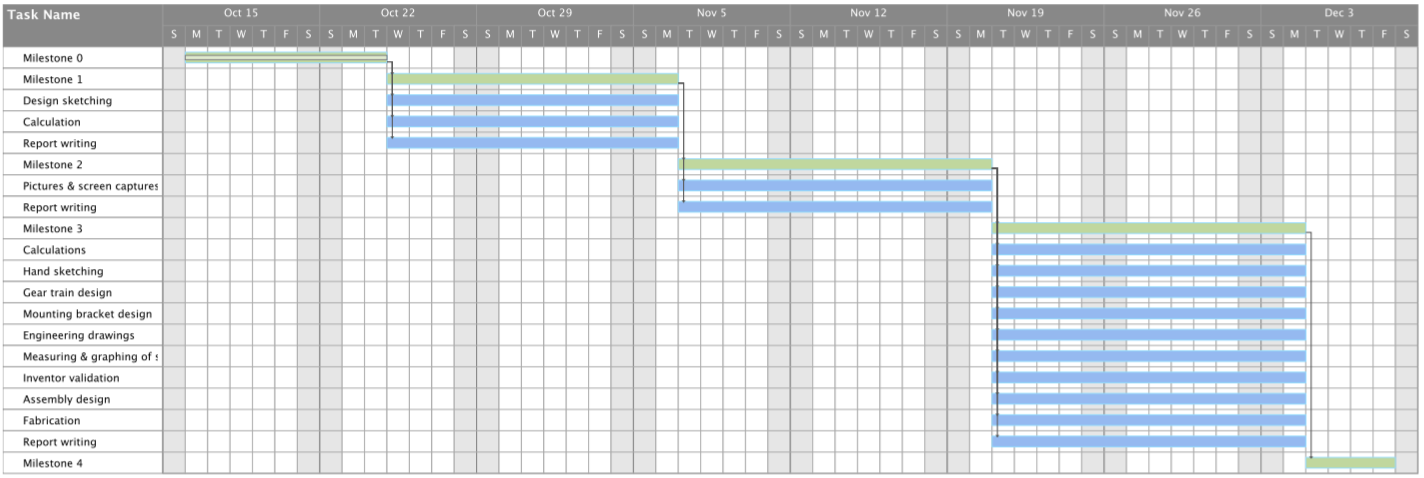 Task Name Oct 15 Oct 22 Oct 29 Nov 5 Nov 12 Nov 19 Nov 26 Dec 3
S M T W T F S S M T W T F S S M T W T F S S M T W T F S S M T W T F S S M T W T F S S M T W T F S S M T W T F S
Milestone 0
Milestone 1
Design sketching
Calculation
Report writing
Milestone 2
Pictures & screen captures
Report writing
Milestone 3
Calculations
Hand sketching
Gear train design
Mounting bracket design
Engineering drawings
Measuring & graphing of
Inventor validation
Assembly design
Fabrication
Report writing
Milestone 4